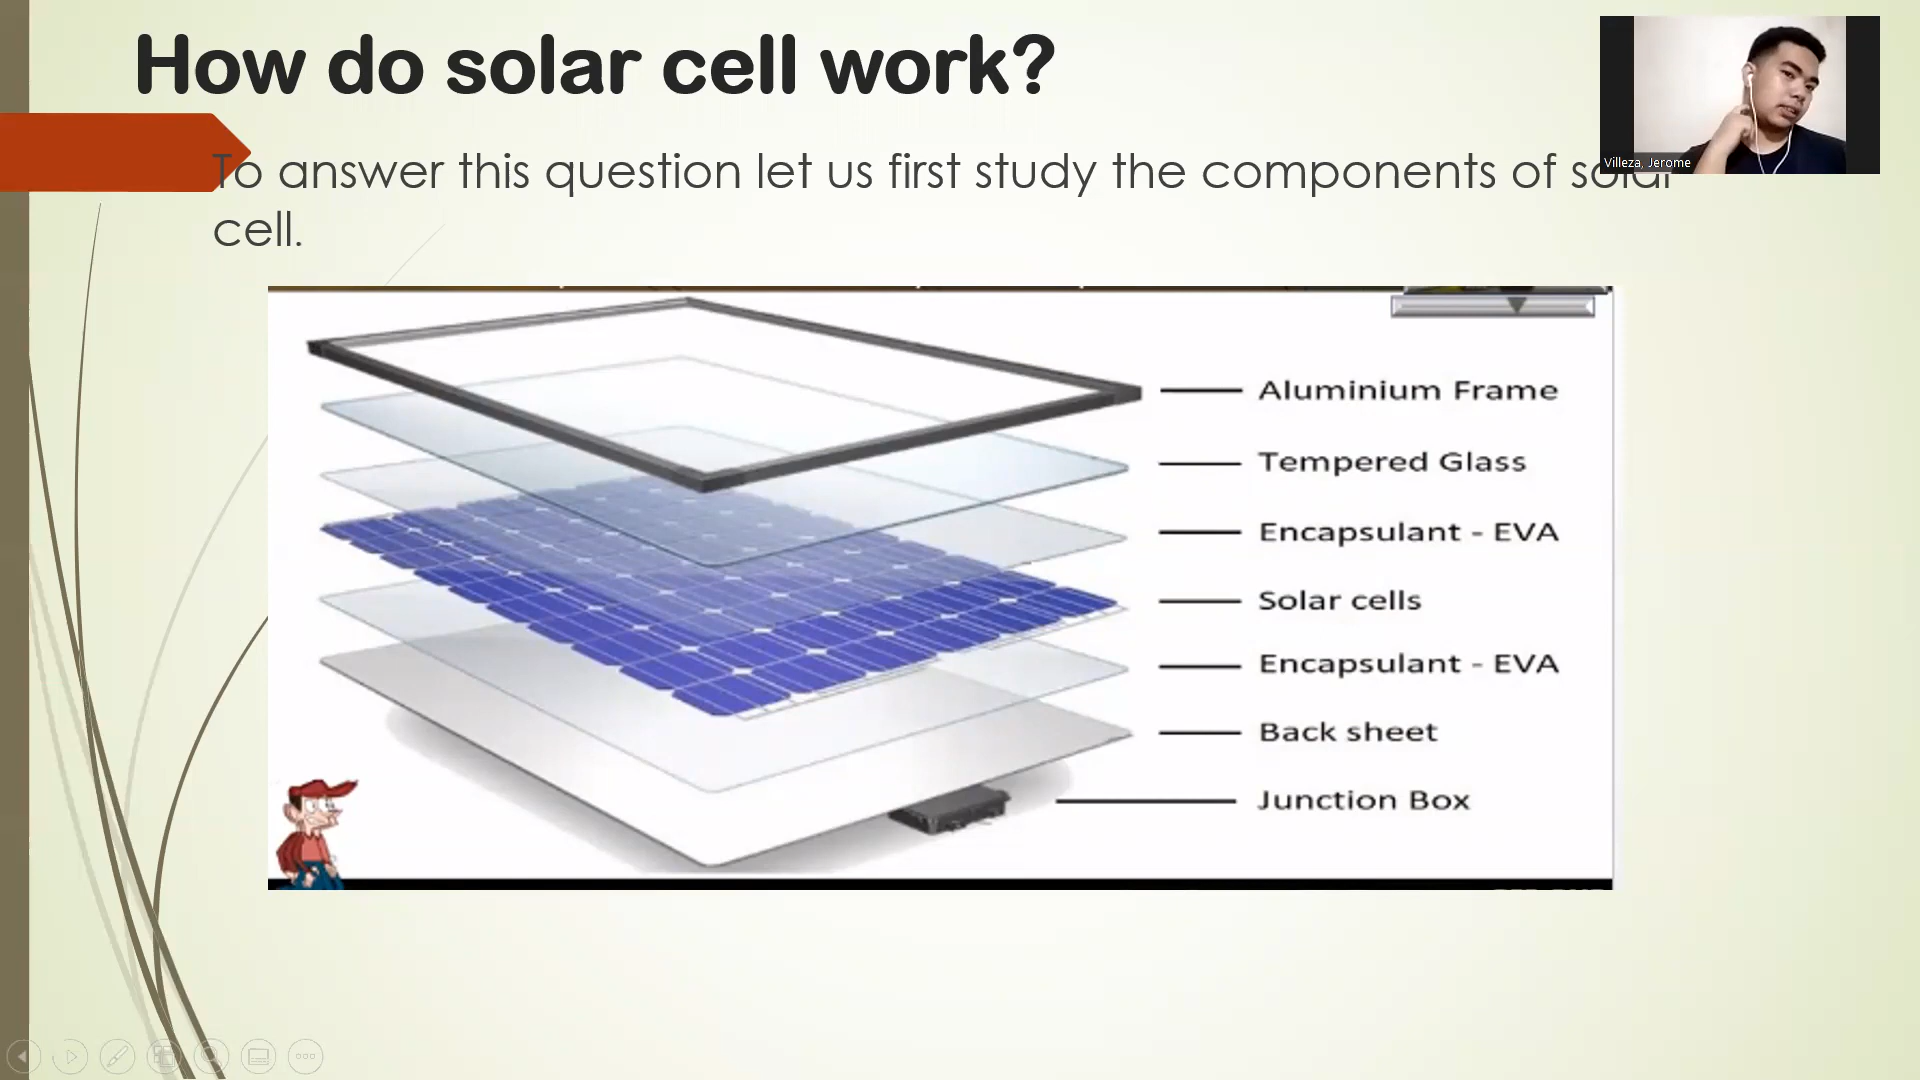 How do solar cell work?
Villeza, Jerome
To answer this question let us first study the components of solar
cell.
Aluminium Frame
Tempered Glass
Encapsulant - EVA
Solar cells
Encapsulant - EVA
Back sheet
Junction Box